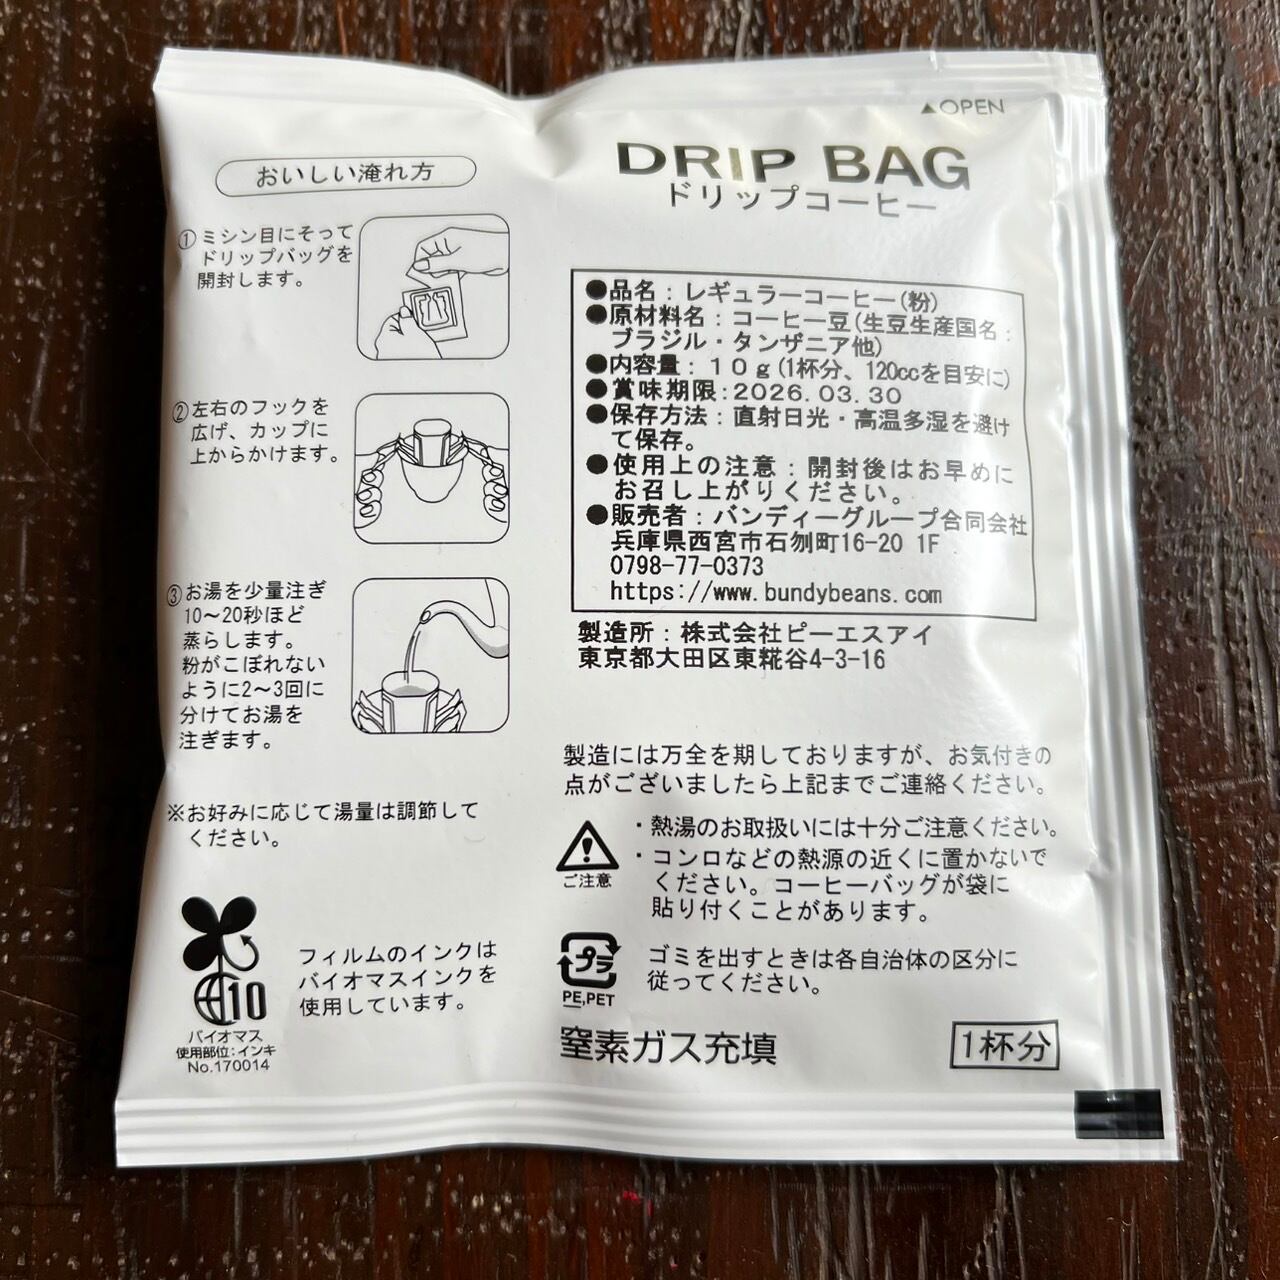 ▲OPEN
DRIP BAG
ドリップコーヒー
おいしい淹れ方
①ミシン目にそって
ドリップバッグを
開封します。
②左右のフックを
広げ、カップに
上からかけます。
③お湯を少量注ぎ
10〜20秒ほど
蒸らします。
粉がこぼれない
ように2〜3回に
分けてお湯を
注ぎます。
※お好みに応じて湯量は調節して
ください。
10
バイオマス
使用部位:インキ
No.170014
フィルムのインクは
バイオマスインクを
使用しています。
●品名：レギュラーコーヒー(粉)
●原材料名：コーヒー豆(生豆生産国名：
ブラジル・タンザニア他)
●内容量：１０ｇ(1杯分、120ccを目安に)
●賞味期限:2026.03.30
●保存方法：直射日光・高温多湿を避け
て保存。
●使用上の注意：開封後はお早めに
お召し上がりください。
●販売者：バンディーグループ合同会社
兵庫県西宮市石刎町16-20 1F
0798-77-0373
https://www.bundybeans.com
製造所：株式会社ピーエスアイ
東京都大田区東糀谷4-3-16
製造には万全を期しておりますが、お気付きの
点がございましたら上記までご連絡ください。
ご注意
・熱湯のお取扱いには十分ご注意ください。
・コンロなどの熱源の近くに置かないで
ください。コーヒーバッグが袋に
貼り付くことがあります。
プラ
PE,PET
ゴミを出すときは各自治体の区分に
従ってください。
窒素ガス充填
1杯分